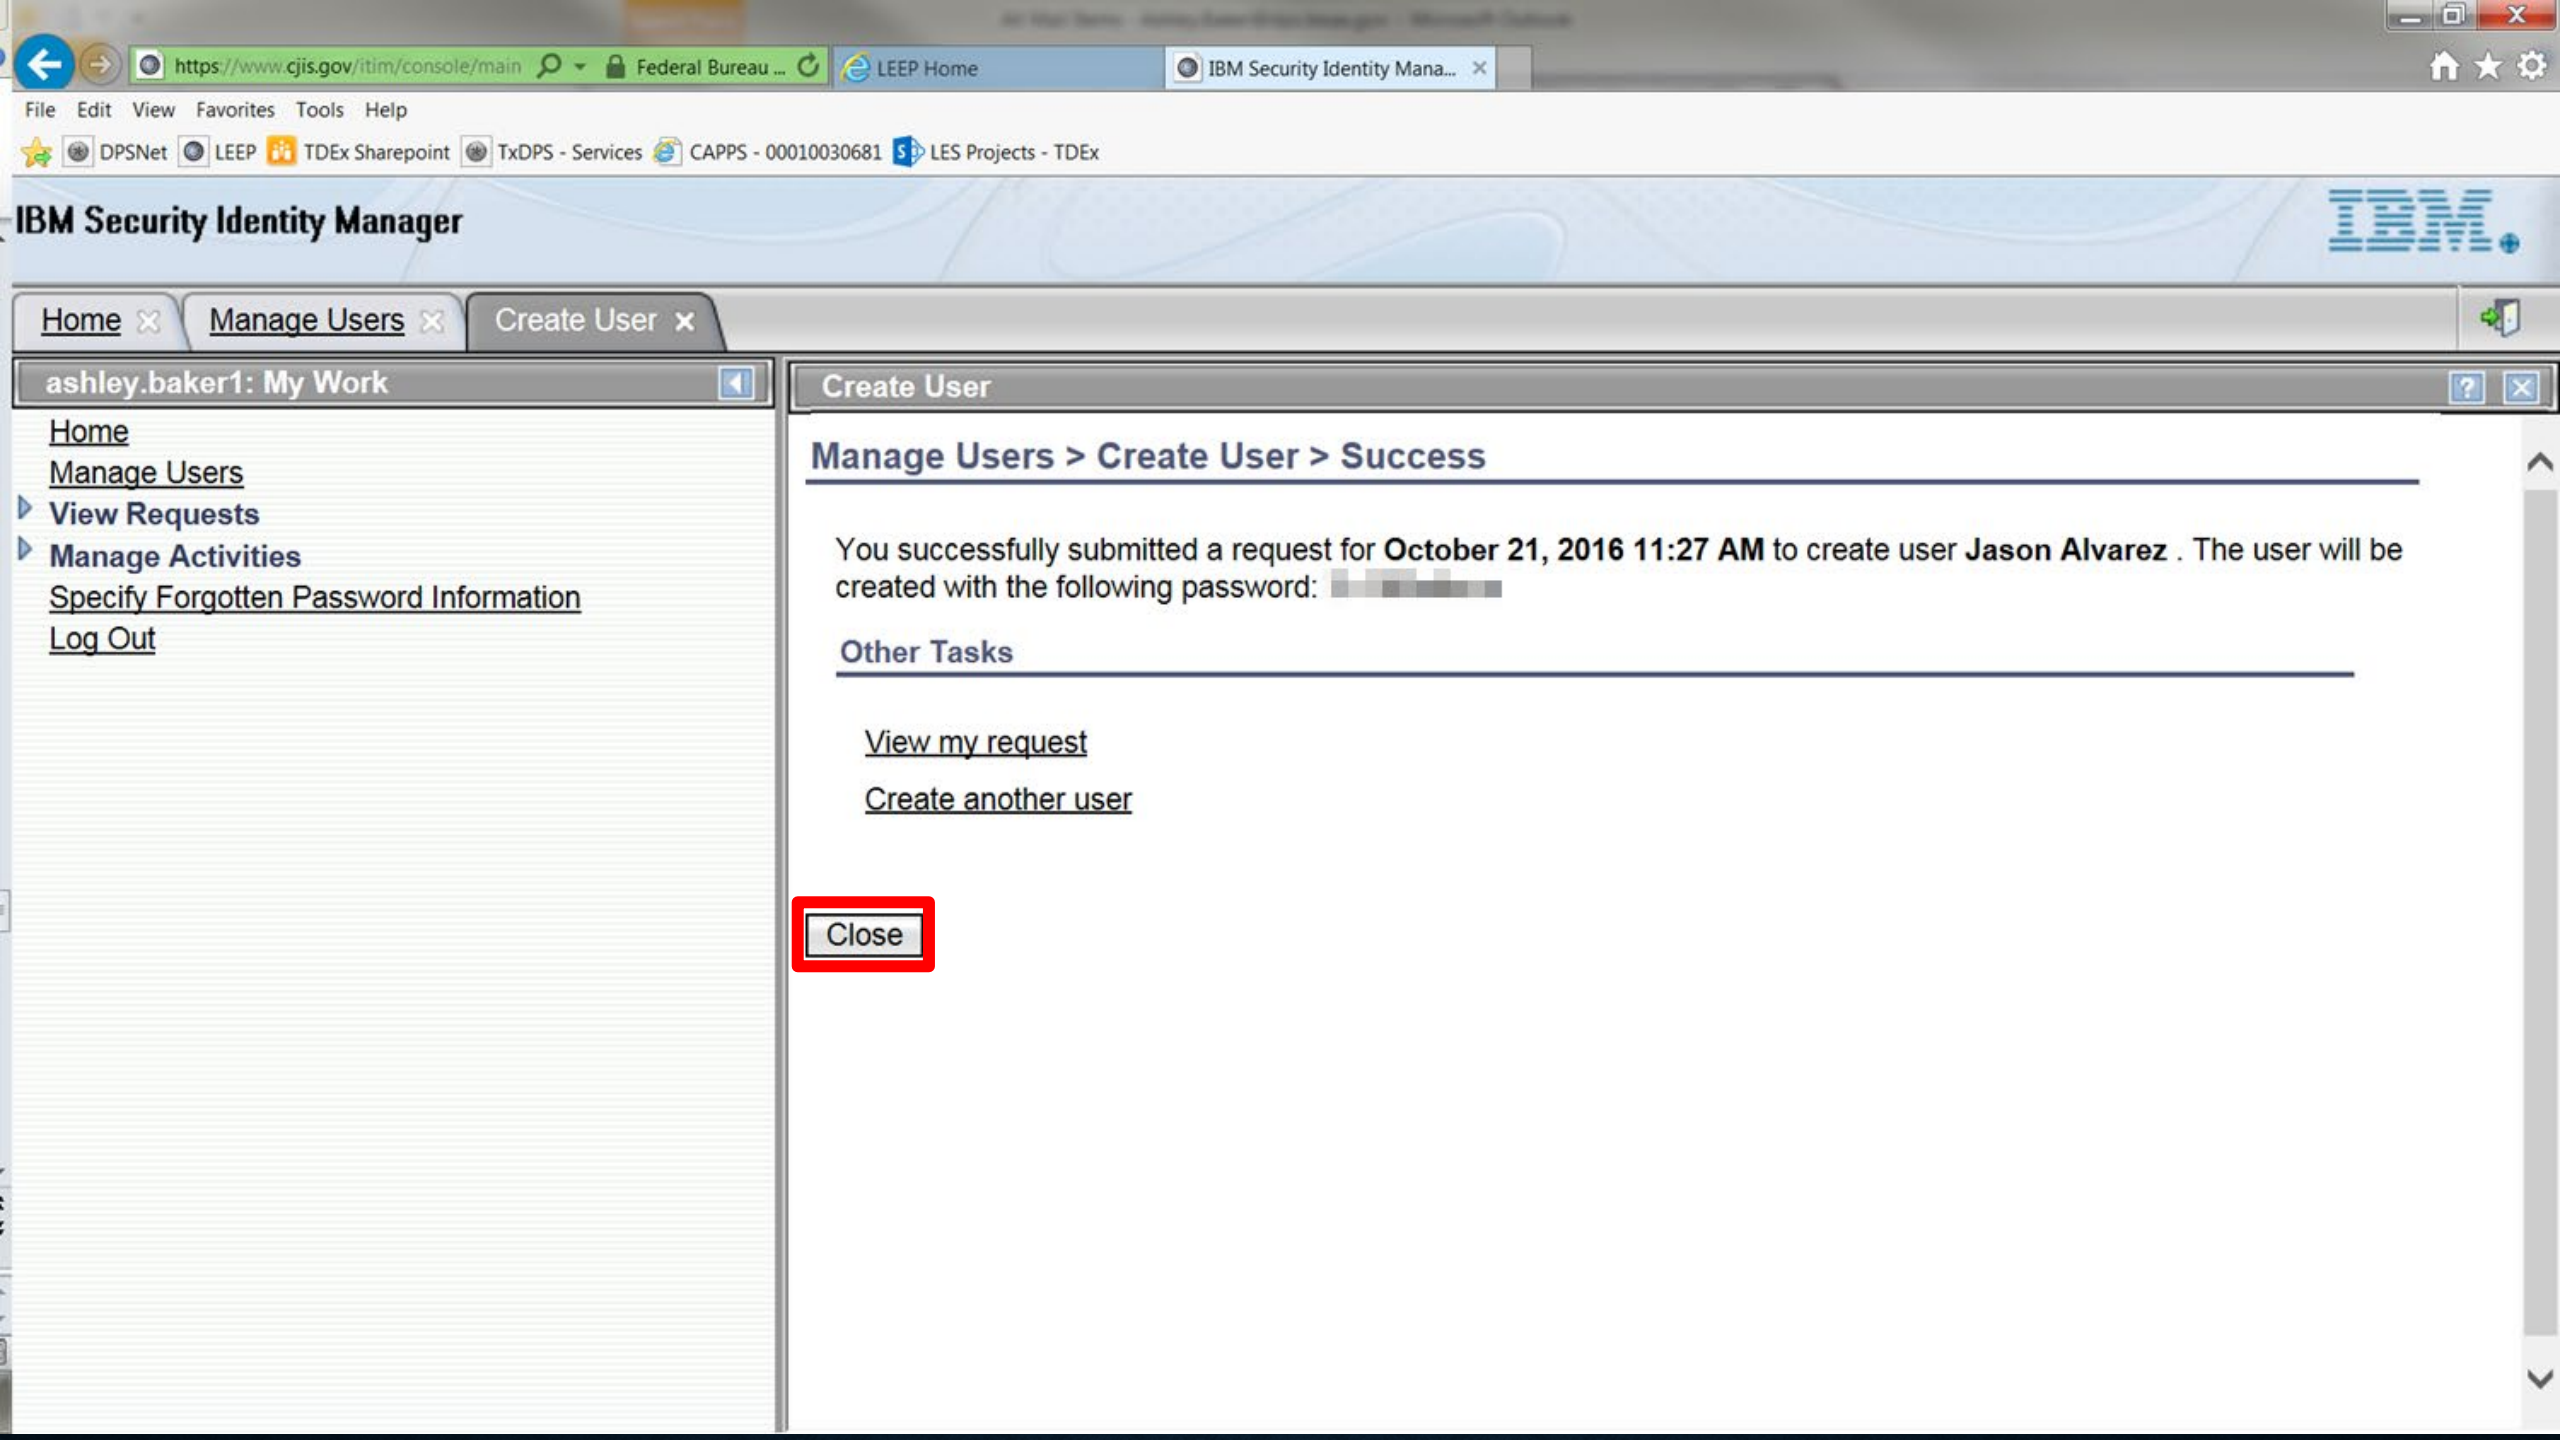 https://www.cjis.gov/itim/console/main
Federal Bureau ...
LEEP Home
IBM Security Identity Mana...
File Edit View Favorites Tools Help
DPSNet LEEP TDEx Sharepoint TxDPS - Services CAPPS - 00010030681 LES Projects - TDEx
IBM Security Identity Manager
IBM.
Home Manage Users Create User
ashley.baker1: My Work
Home
Manage Users
View Requests
Manage Activities
Specify Forgotten Password Information
Log Out
Create User
Manage Users > Create User > Success
You successfully submitted a request for October 21, 2016 11:27 AM to create user Jason Alvarez . The user will be
created with the following password:
Other Tasks
View my request
Create another user
Close